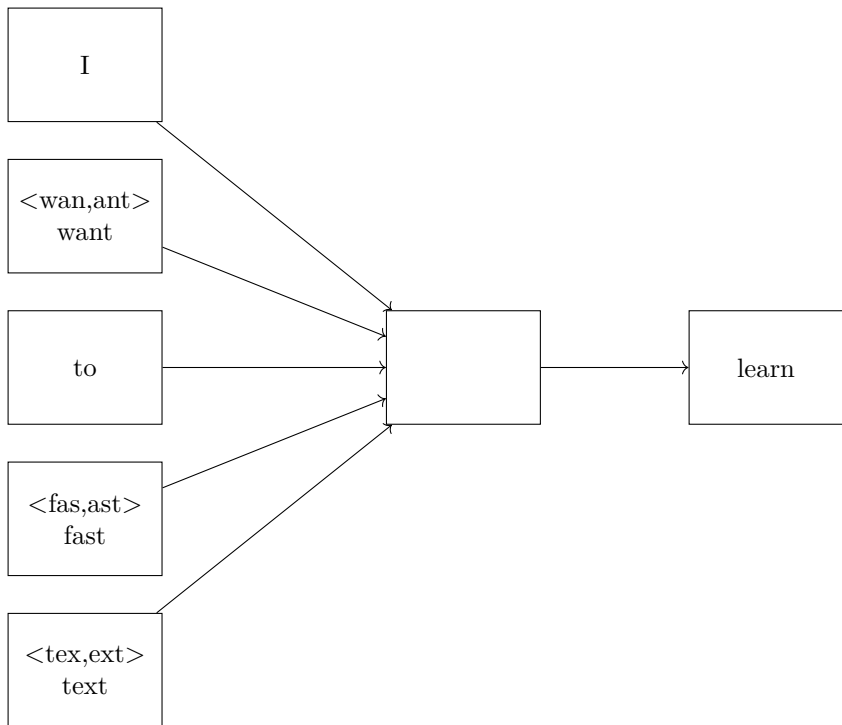 I
<wan,ant>
want
to
<fas,ast>
fast
<tex,ext>
text
learn